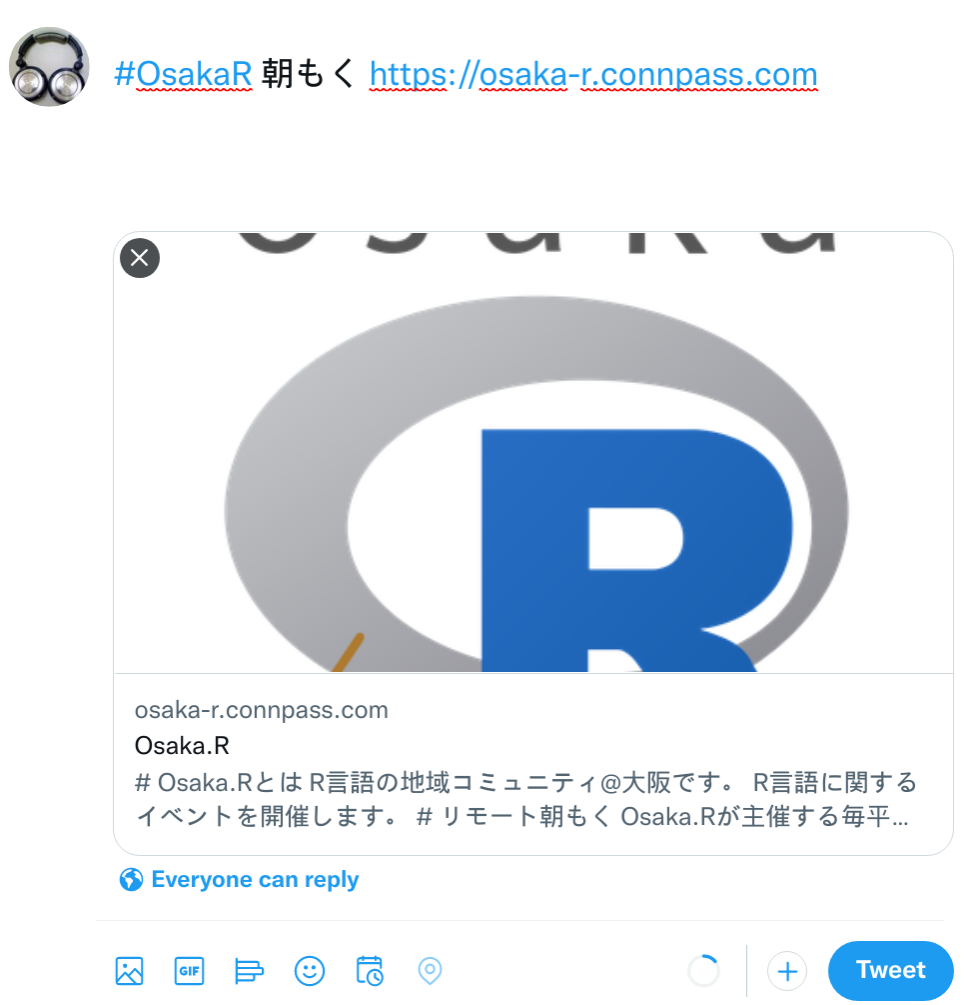 #OsakaR 朝もく https://osaka-r.connpass.com
Osaka
R
osaka-r.connpass.com
Osaka.R
# Osaka.Rとは R言語の地域コミュニティ@大阪です。 R言語に関する
イベントを開催します。 # リモート朝もく Osaka.Rが主催する毎平...
Everyone can reply
GIF
Tweet